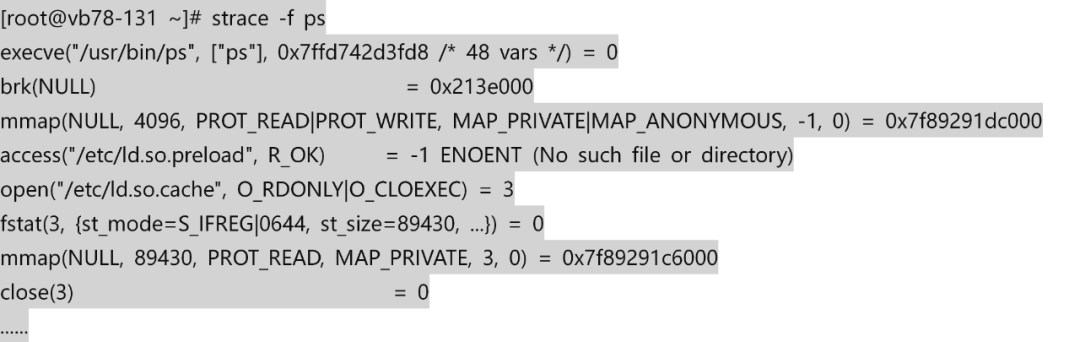 [root@vb78-131 ~]# strace -f ps
execve("/usr/bin/ps", ["ps"], 0x7ffd742d3fd8 /* 48 vars */) = 0
brk(NULL) = 0x213e000
mmap(NULL, 4096, PROT_READ|PROT_WRITE, MAP_PRIVATE|MAP_ANONYMOUS, -1, 0) = 0x7f89291dc000
access("/etc/ld.so.preload", R_OK) = -1 ENOENT (No such file or directory)
open("/etc/ld.so.cache", O_RDONLY|O_CLOEXEC) = 3
fstat(3, {st_mode=S_IFREG|0644, st_size=89430, ...}) = 0
mmap(NULL, 89430, PROT_READ, MAP_PRIVATE, 3, 0) = 0x7f89291c6000
close(3) = 0
......